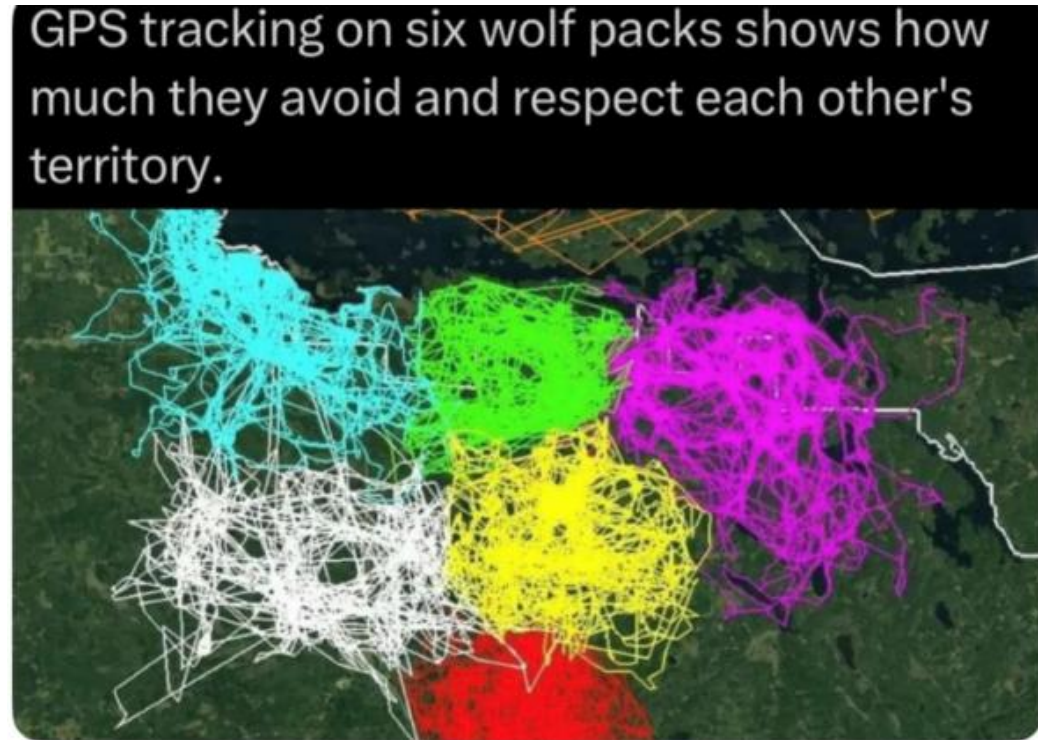 GPS tracking on six wolf packs shows how
much they avoid and respect each other's
territory.